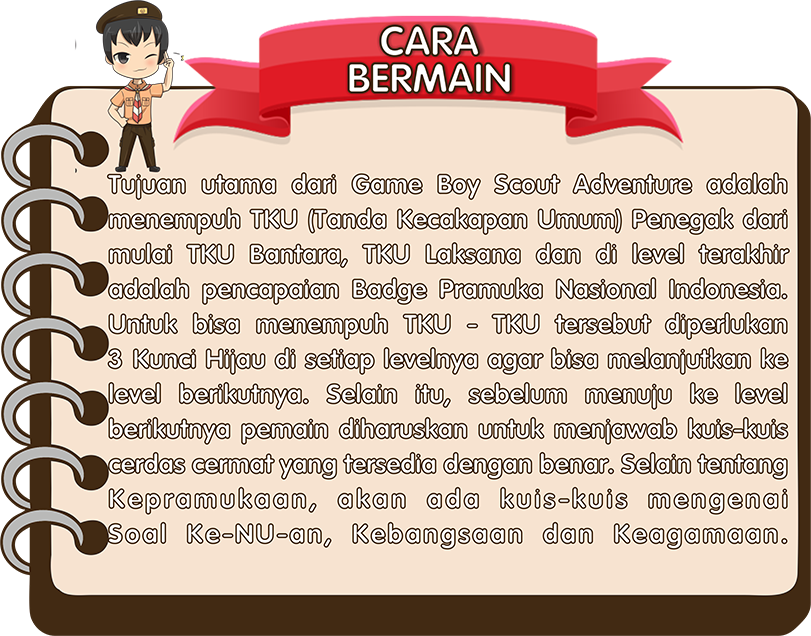 CARA
BERMAIN
Tujuan utama dari Game Boy Scout Adventure adalah
menempuh TKU (Tanda Kecakapan Umum) Penegak dari
mulai TKU Bantara, TKU Laksana dan di level terakhir
adalah pencapaian Badge Pramuka Nasional Indonesia.
Untuk bisa menempuh TKU - TKU tersebut diperlukan
3 Kunci Hijau di setiap levelnya agar bisa melanjutkan ke
level berikutnya. Selain itu, sebelum menuju ke level
berikutnya pemain diharuskan untuk menjawab kuis-kuis
cerdas cermat yang tersedia dengan benar. Selain tentang
Kepramukaan, akan ada kuis-kuis mengenai
Soal Ke-NU-an, Kebangsaan dan Keagamaan.